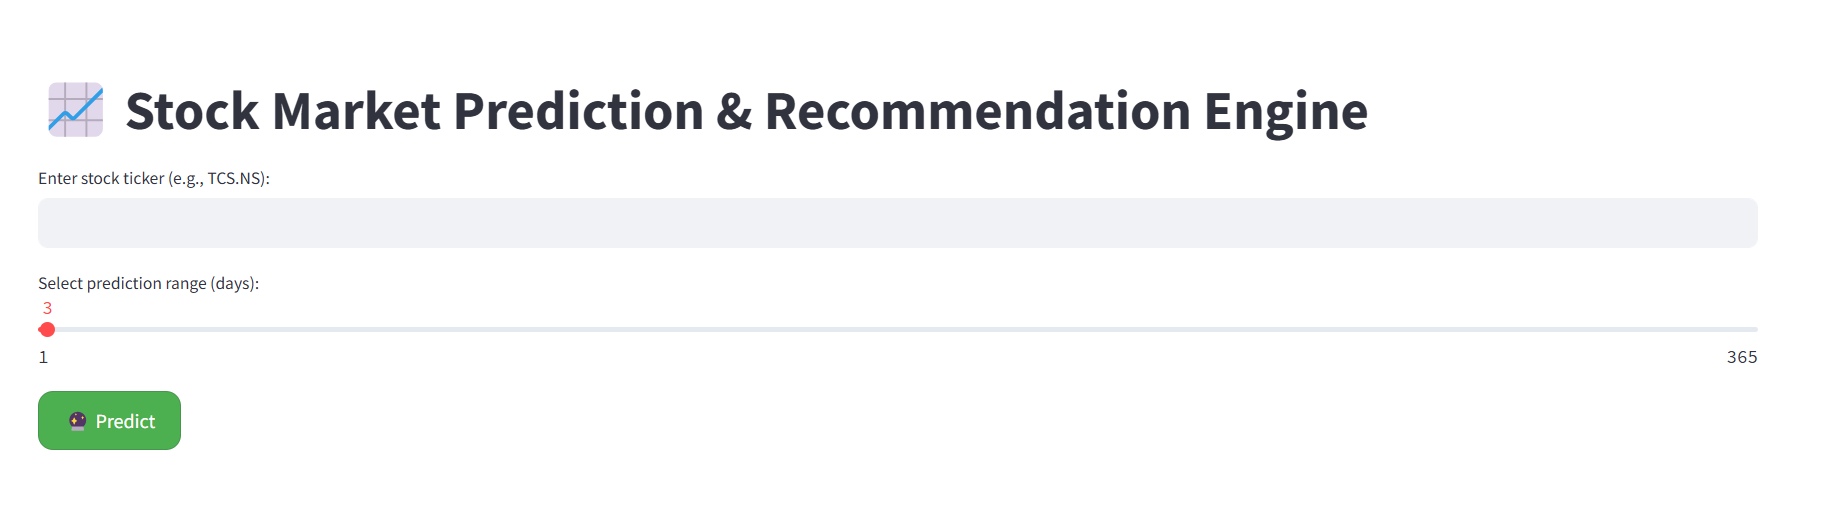 Stock Market Prediction & Recommendation Engine
Enter stock ticker (e.g., TCS.NS):
Select prediction range (days):
3
1
365
Predict